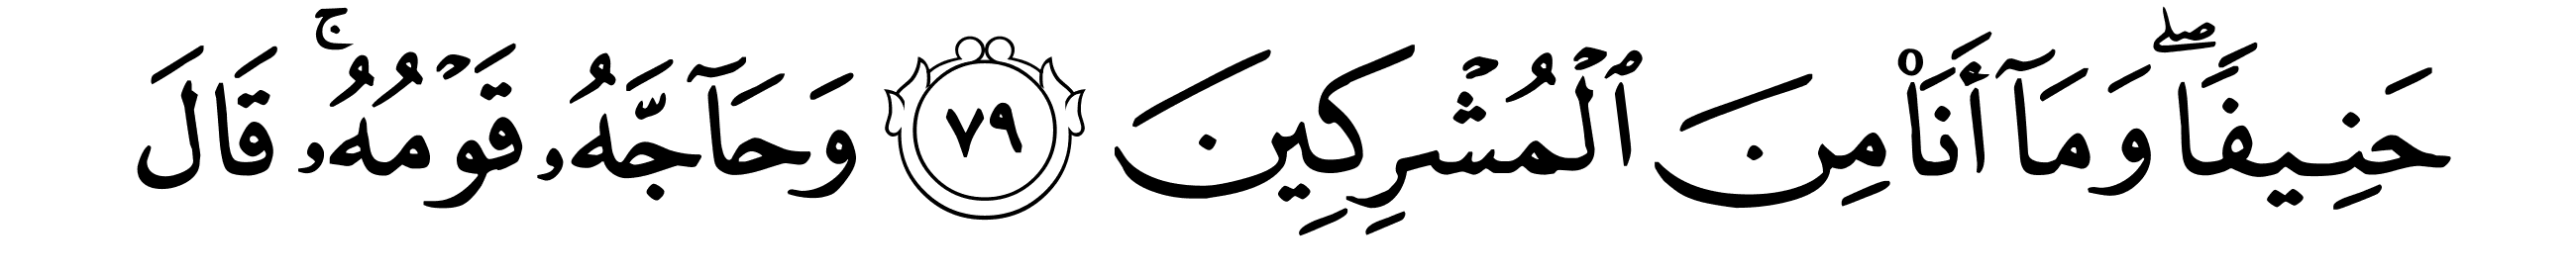 حَنِيفًاۖ وَمَآ أَنَا۠ مِنَ ٱلْمُشْرِكِينَ ٧٩ وَحَآجَّهُۥ قَوْمُهُۥۚ قَالَ